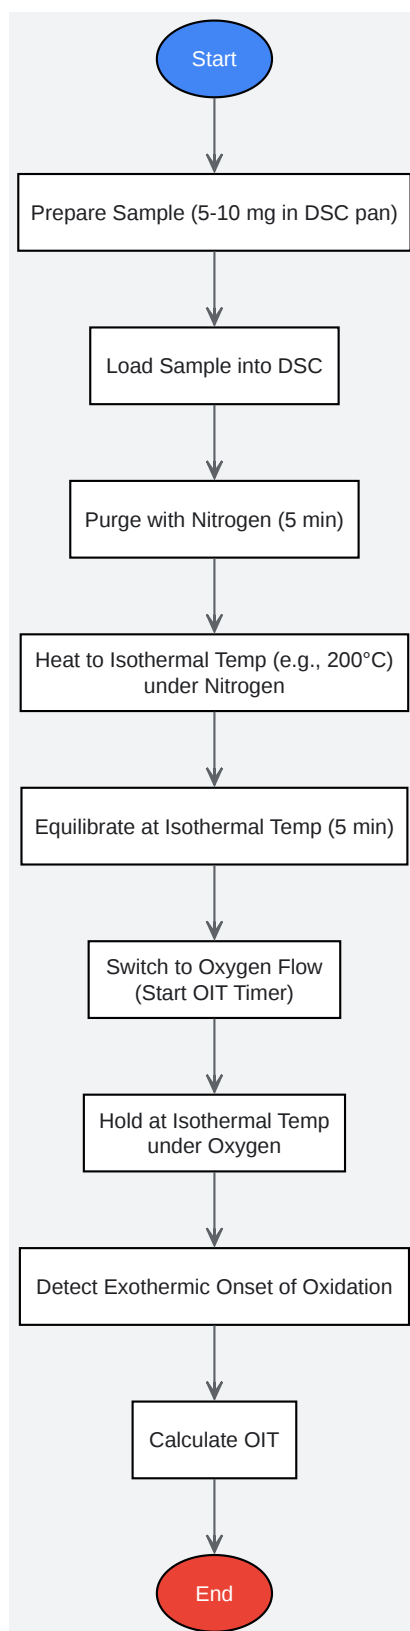 Start
Prepare Sample (5-10 mg in DSC pan)
Load Sample into DSC
Purge with Nitrogen (5 min)
Heat to Isothermal Temp (e.g., 200°C)
under Nitrogen
Equilibrate at Isothermal Temp (5 min)
Switch to Oxygen Flow
(Start OIT Timer)
Hold at Isothermal Temp
under Oxygen
Detect Exothermic Onset of Oxidation
Calculate OIT
End